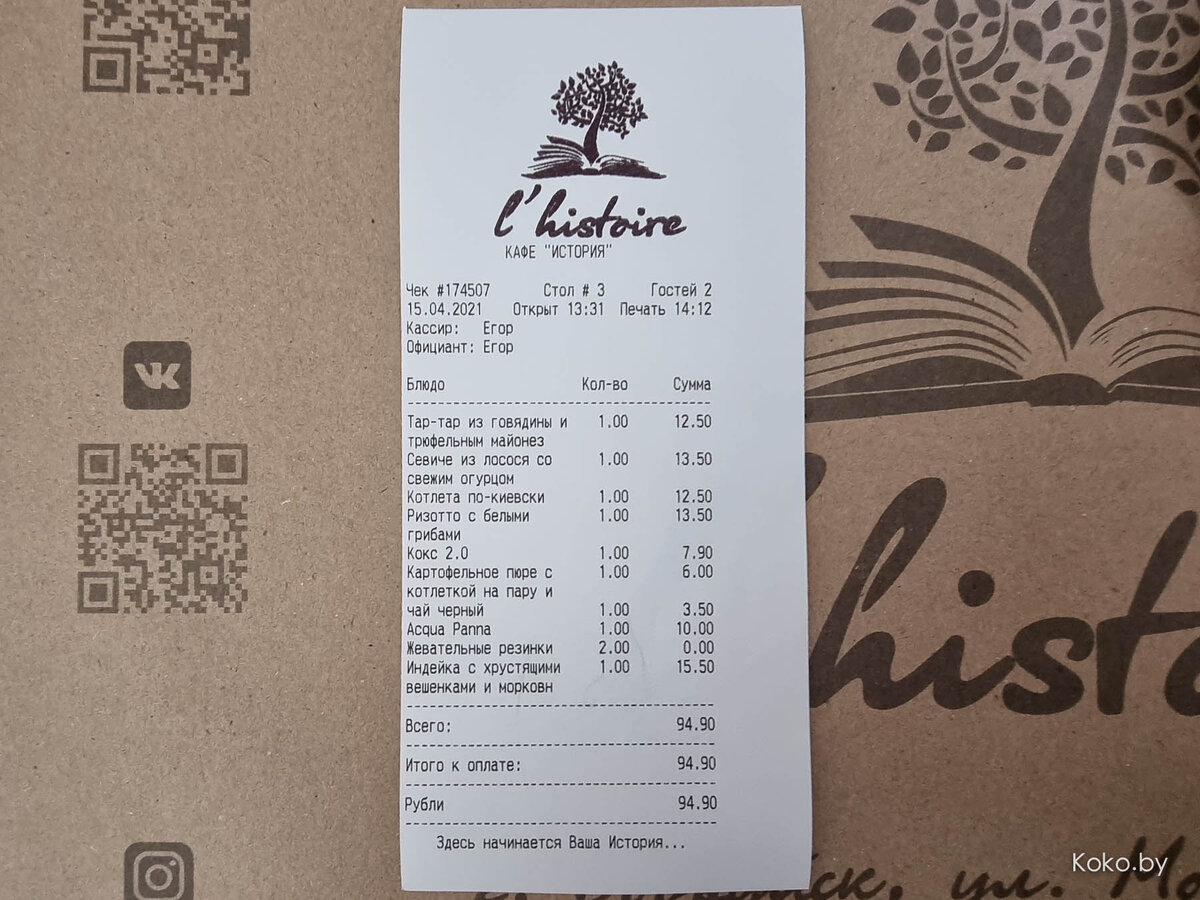 l'histoire
КАФЕ "ИСТОРИЯ"
Чек #174507 Стол # 3 Гостей 2
15.04.2021 Открыт 13:31 Печать 14:12
Кассир: Егор
Официант: Егор
Блюдо Кол-во Сумма
Тар-тар из говядины и 1.00 12.50
трюфельным майонез
Севиче из лосося со 1.00 13.50
свежим огурцом
Котлета по-киевски 1.00 12.50
Ризотто с белыми 1.00 13.50
грибами
Кокс 2.0 1.00 7.90
Картофельное пюре с 1.00 6.00
котлеткой на пару и
чай черный 1.00 3.50
Acqua Panna 1.00 10.00
Жевательные резинки 2.00 0.00
Индейка с хрустящими 1.00 15.50
вешенками и морковн
Всего: 94.90
Итого к оплате: 94.90
Рубли 94.90
Здесь начинается Ваша История...
ул.
Koko.by